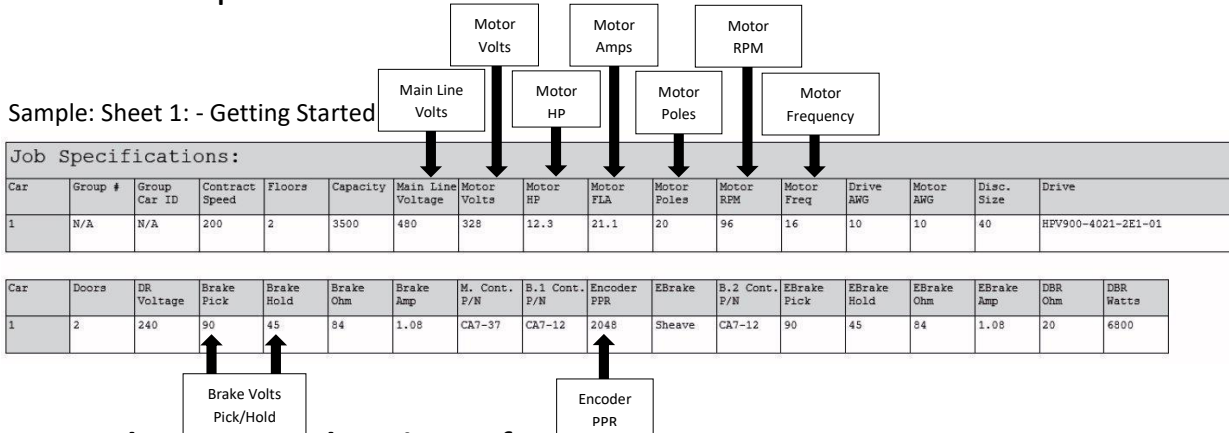 Motor
Volts
Motor
Amps
Motor
RPM
Main Line
Volts
Motor
HP
Motor
Poles
Motor
Frequency
Sample: Sheet 1: - Getting Started
Job Specifications:
Car Group # Group Car ID Contract Speed Floors Capacity Main Line Voltage Motor Volts Motor HP Motor FLA Motor Poles Motor RPM Motor Freq Drive AWG Motor AWG Disc. Size Drive
1 N/A N/A 200 2 3500 480 328 12.3 21.1 20 96 16 10 10 40 HPV900-4021-2E1-01
Car Doors DR Voltage Brake Pick Brake Hold Brake Ohm Brake Amp M. Cont. P/N B.1 Cont. P/N Encoder PPR EBrake B.2 Cont. P/N EBrake Pick EBrake Hold EBrake Ohm EBrake Amp DBR Ohm DBR Watts
1 2 240 90 45 84 1.08 CA7-37 CA7-12 2048 Sheave CA7-12 90 45 84 1.08 20 6800
Brake Volts
Pick/Hold
Encoder
PPR